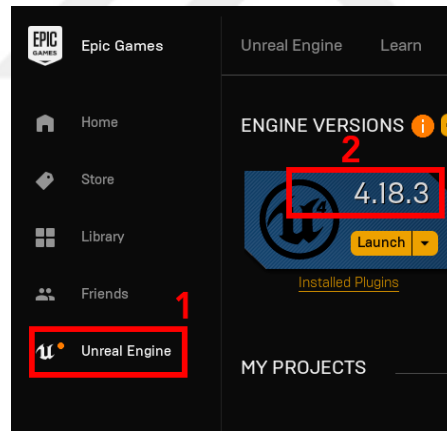 EPIC
GAMES
Epic Games
Home
Store
Library
Friends
1
Unreal Engine
Unreal Engine Learn
ENGINE VERSIONS
2
4.18.3
4
Launch
Installed Plugins
MY PROJECTS